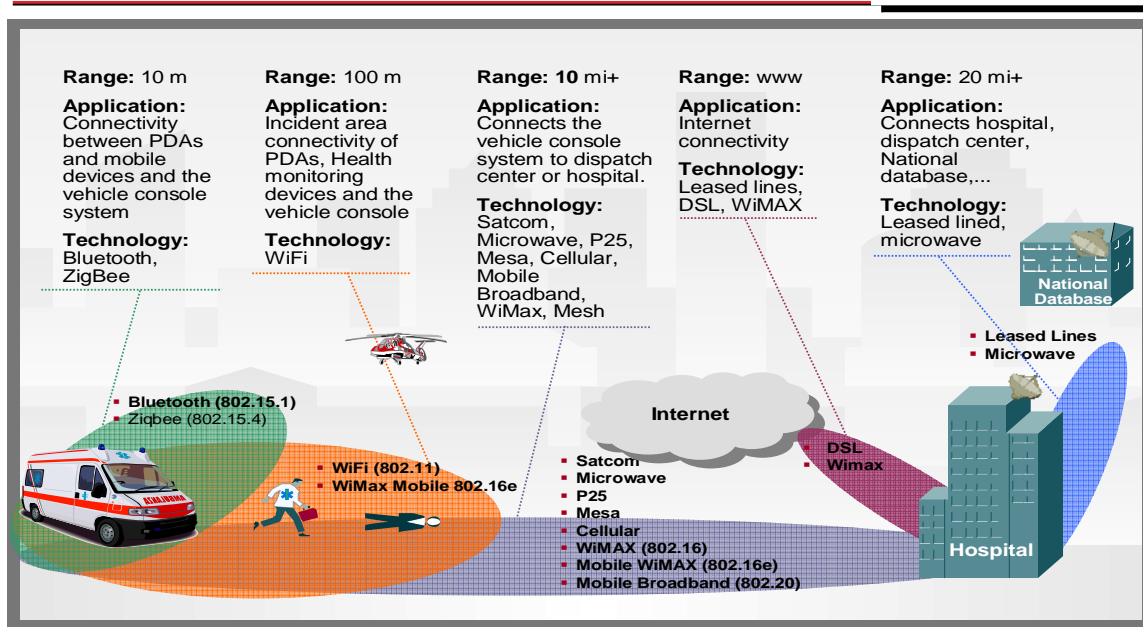 Range: 10 m
Application:
Connectivity
between PDAs
and mobile
devices and the
vehicle console
system
Technology:
Bluetooth,
ZigBee
Range: 100 m
Application:
Incident area
connectivity of
PDAs, Health
monitoring
devices and the
vehicle console
Technology:
WiFi
Range: 10 mi+
Application:
Connects the
vehicle console
system to dispatch
center or hospital.
Technology:
Satcom,
Microwave, P25,
Mesa, Cellular,
Mobile
Broadband,
WiMax, Mesh
Range: www
Application:
Internet
connectivity
Technology:
Leased lines,
DSL, WiMAX
Range: 20 mi+
Application:
Connects hospital,
dispatch center,
National
database,...
Technology:
Leased lined,
microwave
National
Database
▪ Leased Lines
▪ Microwave
▪ Bluetooth (802.15.1)
▪ Zigbee (802.15.4)
AMBULANSA
▪ WiFi (802.11)
▪ WiMax Mobile 802.16e
Internet
▪ Satcom
▪ Microwave
▪ P25
▪ Mesa
▪ Cellular
▪ WiMAX (802.16)
▪ Mobile WiMAX (802.16e)
▪ Mobile Broadband (802.20)
▪ DSL
▪ Wimax
Hospital